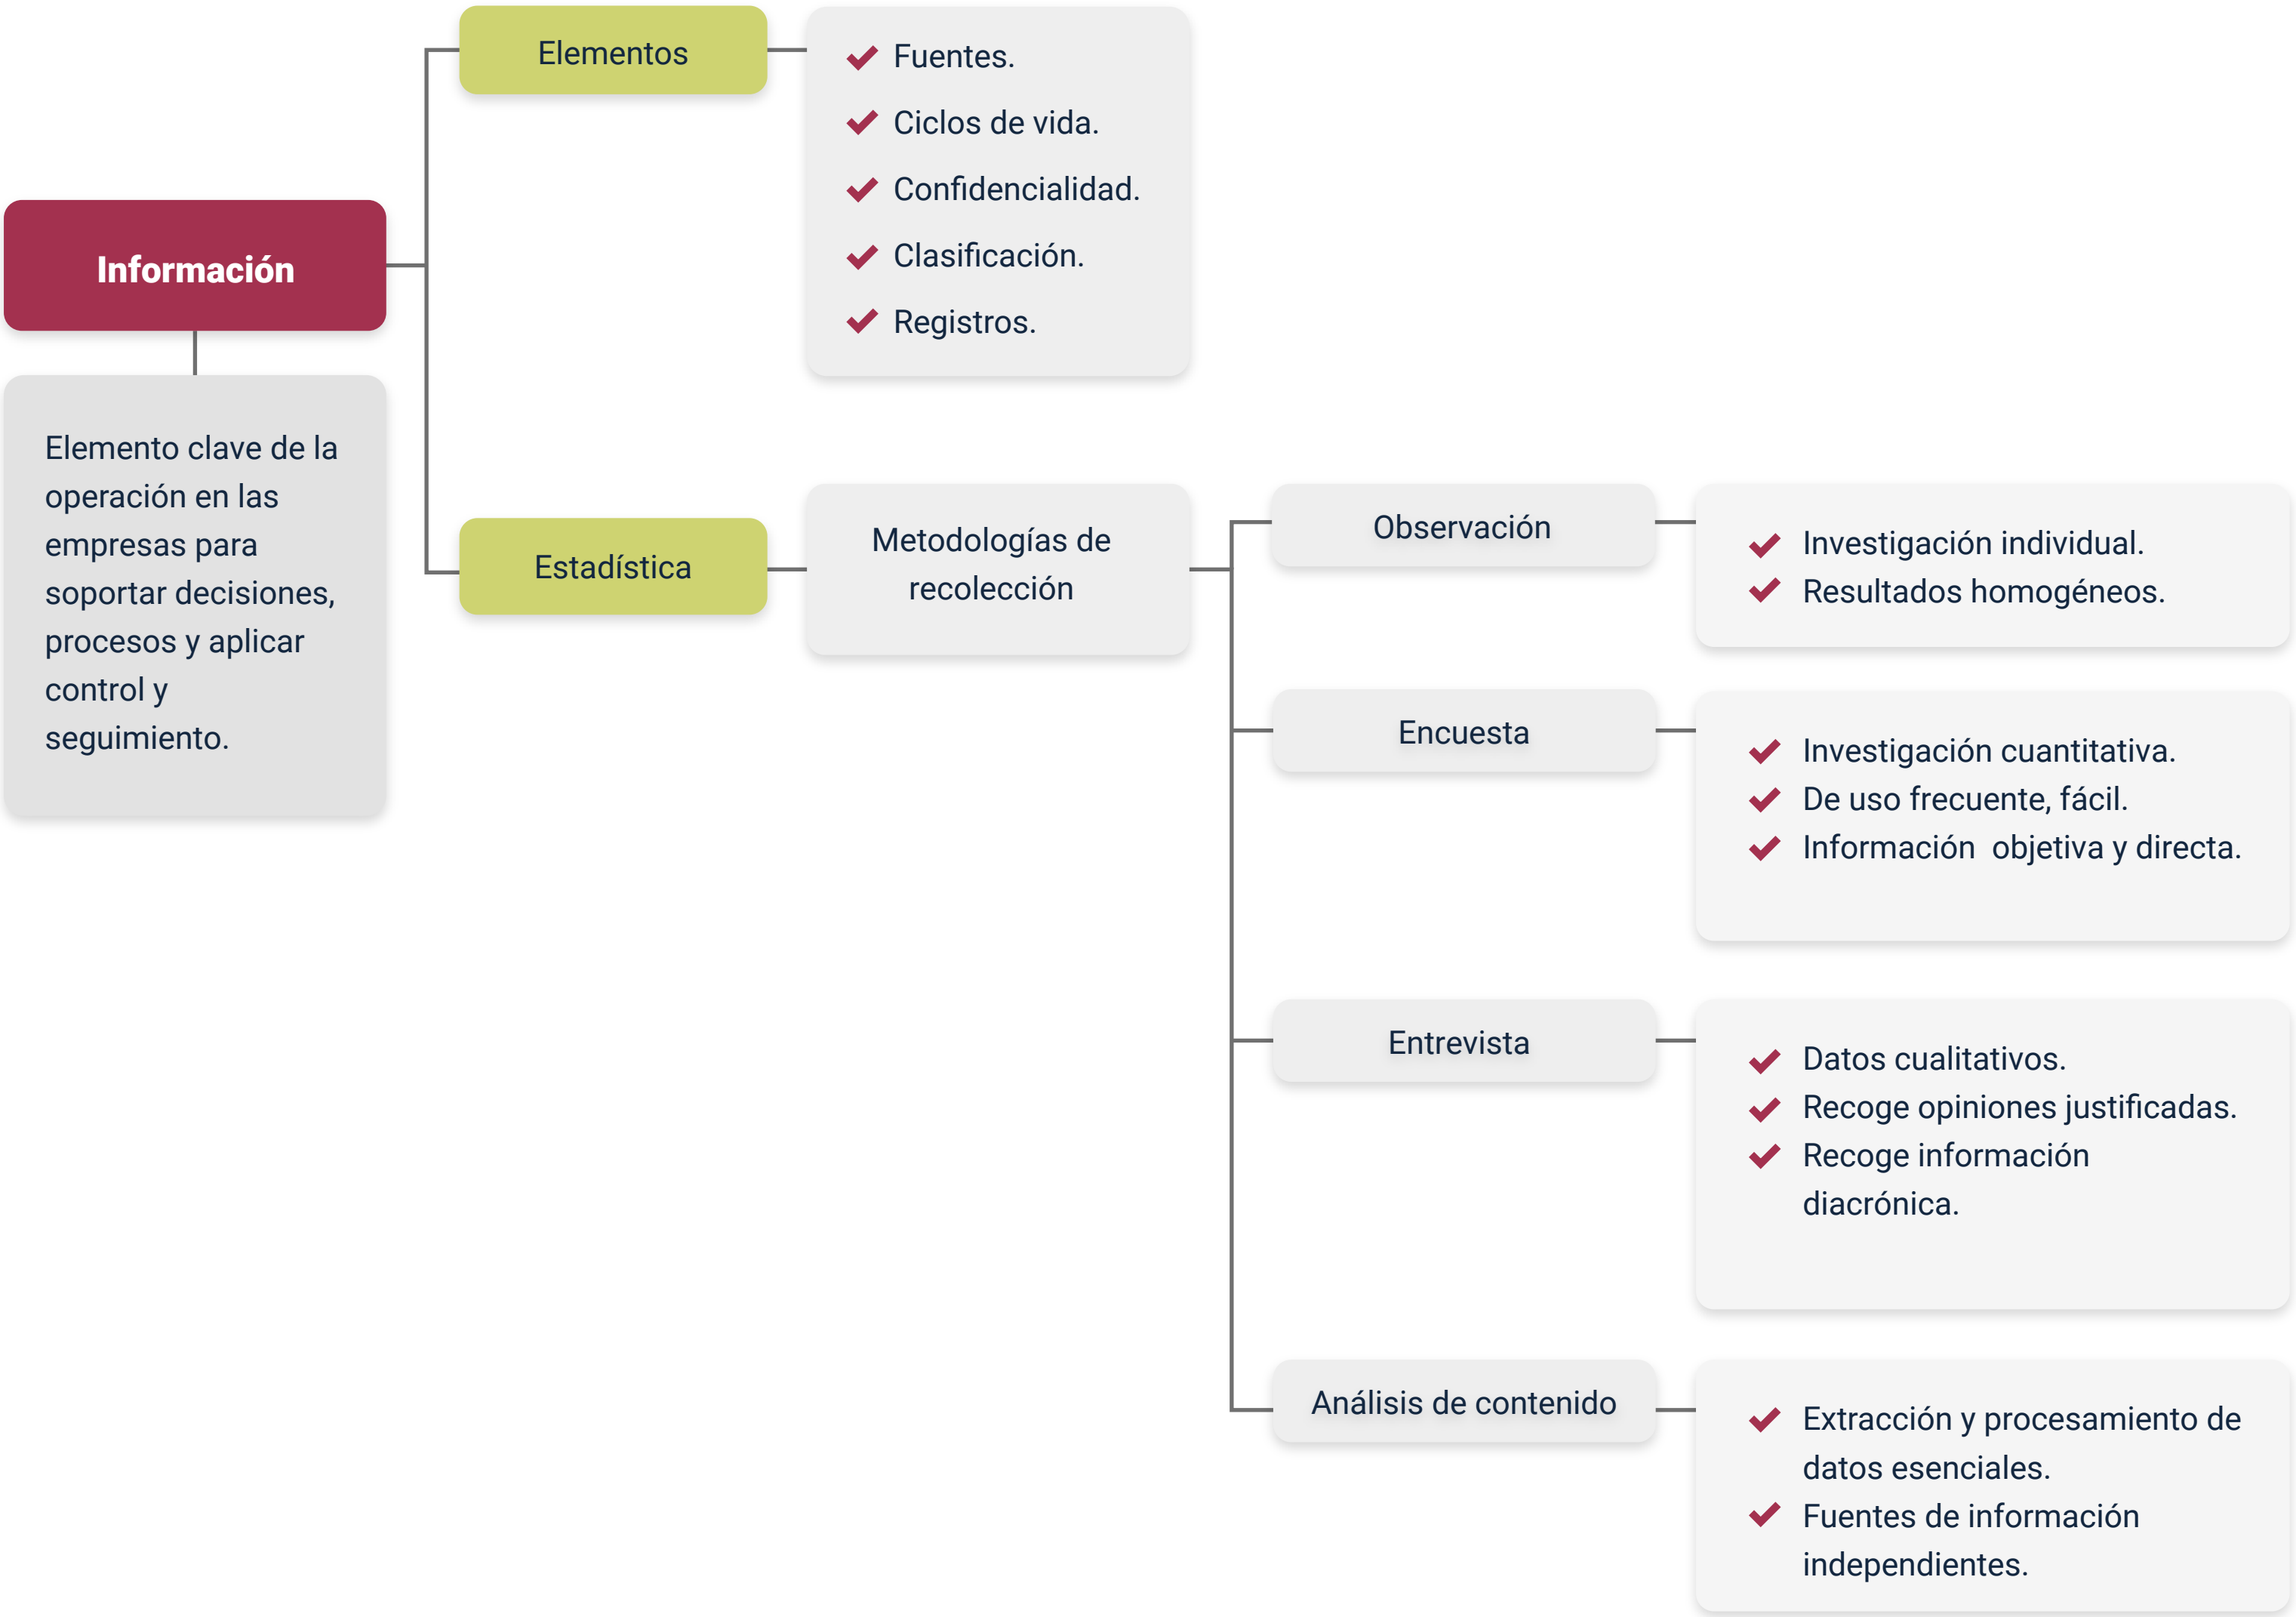 Información
Elemento clave de la
operación en las
empresas para
soportar decisiones,
procesos y aplicar
control y
seguimiento.
Elementos
Fuentes.
Ciclos de vida.
Confidencialidad.
Clasificación.
Registros.
Estadística
Metodologías de
recolección
Observación
Investigación individual.
Resultados homogéneos.
Encuesta
Investigación cuantitativa.
De uso frecuente, fácil.
Información  objetiva y directa.
Entrevista
Datos cualitativos.
Recoge opiniones justificadas.
Recoge información
diacrónica.
Análisis de contenido
Extracción y procesamiento de
datos esenciales.
Fuentes de información
independientes.